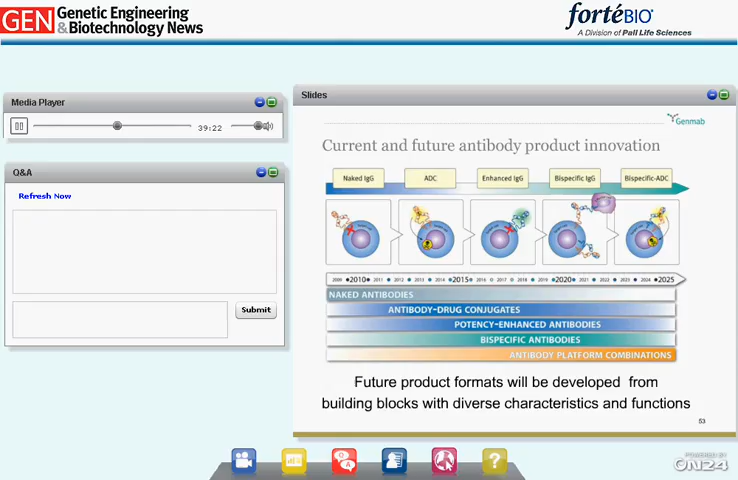 GEN Genetic Engineering
& Biotechnology News
fortéBIO
A Division of Pall Life Sciences
Media Player
39:22
Q&A
Refresh Now
Submit
Slides
Genmab
Current and future antibody product innovation
Naked IgG
ADC
Enhanced IgG
Bispecific IgG
Bispecific-ADC
2009 2010 2011 2012 2013 2014 2015 2016 2017 2018 2019 2020 2021 2022 2023 2024 2025
NAKED ANTIBODIES
ANTIBODY-DRUG CONJUGATES
POTENCY-ENHANCED ANTIBODIES
BISPECIFIC ANTIBODIES
ANTIBODY PLATFORM COMBINATIONS
Future product formats will be developed from
building blocks with diverse characteristics and functions
53
Q
A
?
POWERED BY
ON24